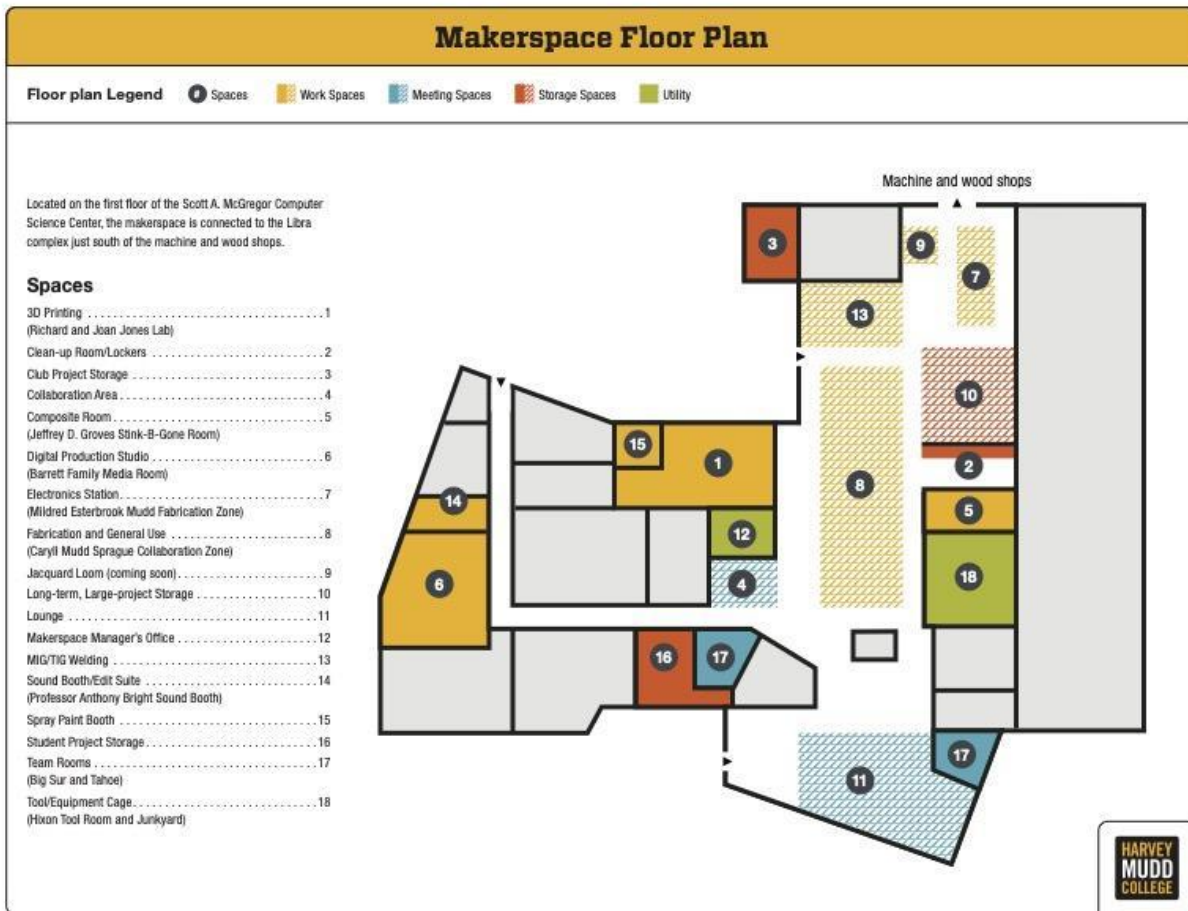 Makerspace Floor Plan
Floor plan Legend # Spaces Work Spaces Meeting Spaces Storage Spaces Utility
Located on the first floor of the Scott A. McGregor Computer
Science Center, the makerspace is connected to the Libra
complex just south of the machine and wood shops.
Spaces
3D Printing ........................................ 1
(Richard and Joan Jones Lab)
Clean-up Room/Lockers ........................... 2
Club Project Storage ............................... 3
Collaboration Area ................................. 4
Composite Room ................................... 5
(Jeffrey D. Groves Stink-B-Gone Room)
Digital Production Studio .......................... 6
(Barrett Family Media Room)
Electronics Station ................................. 7
(Mildred Esterbrook Mudd Fabrication Zone)
Fabrication and General Use ...................... 8
(Caryll Mudd Sprague Collaboration Zone)
Jacquard Loom (coming soon) ..................... 9
Long-term, Large-project Storage ............... 10
Lounge ............................................ 11
Makerspace Manager's Office .................... 12
MIG/TIG Welding .................................. 13
Sound Booth/Edit Suite ........................... 14
(Professor Anthony Bright Sound Booth)
Spray Paint Booth ................................. 15
Student Project Storage ........................... 16
Team Rooms ....................................... 17
(Big Sur and Tahoe)
Tool/Equipment Cage .............................. 18
(Hixon Tool Room and Junkyard)
Machine and wood shops
3
9
7
13
10
15
1
2
14
8
5
12
6
4
18
16
17
17
11
HARVEY
MUDD
COLLEGE